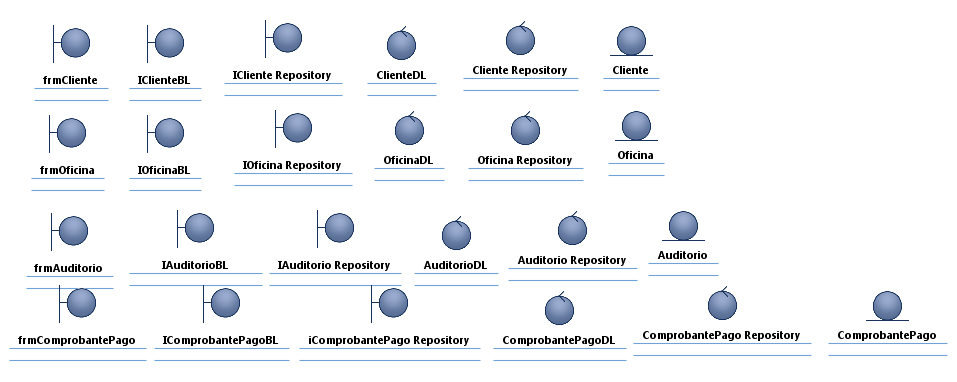 frmCliente
IClienteBL
ICliente Repository
ClienteDL
Cliente Repository
Cliente
frmOficina
IOficinaBL
IOficina Repository
OficinaDL
Oficina Repository
Oficina
frmAuditorio
IAuditorioBL
IAuditorio Repository
AuditorioDL
Auditorio Repository
Auditorio
frmComprobantePago
IComprobantePagoBL
iComprobantePago Repository
ComprobantePagoDL
ComprobantePago Repository
ComprobantePago